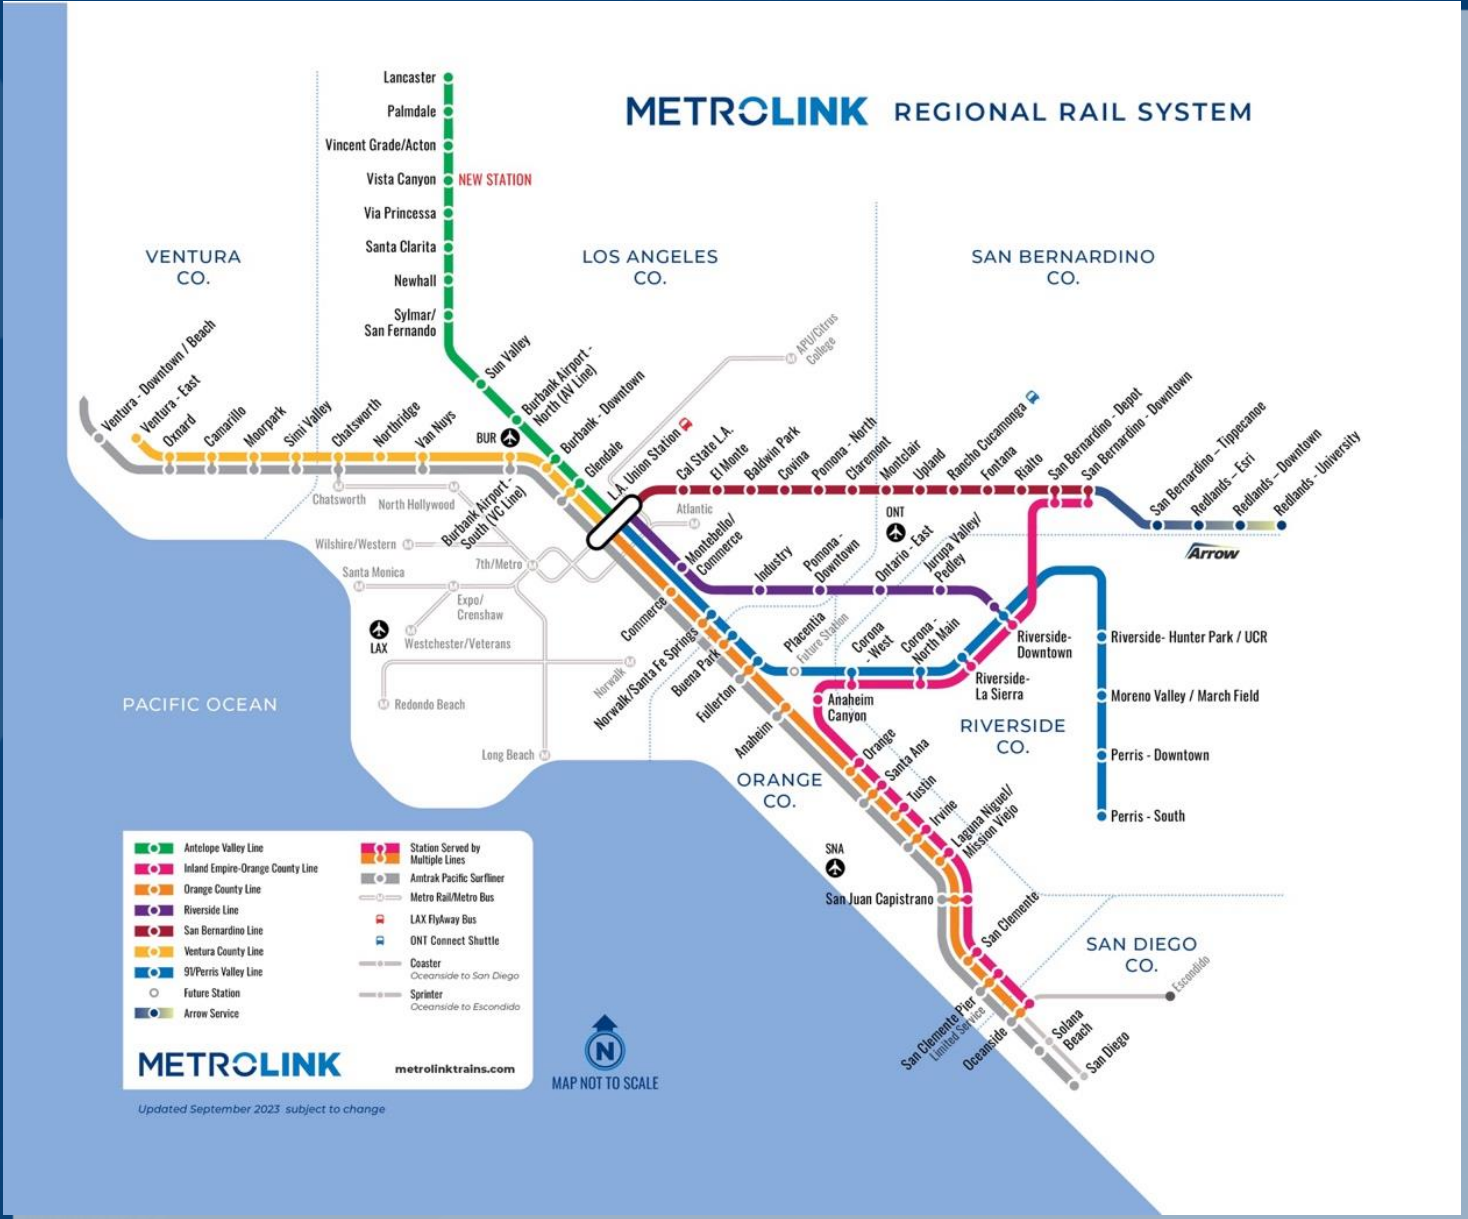 METROLINK REGIONAL RAIL SYSTEM
Lancaster
Palmdale
Vincent Grade/Acton
Vista Canyon
NEW STATION
Via Princessa
Santa Clarita
Newhall
Sylmar/
San Fernando
VENTURA
CO.
LOS ANGELES
CO.
SAN BERNARDINO
CO.
Ventura - Downtown / Beach
Ventura - East
Oxnard
Camarillo
Moorpark
Simi Valley
Chatsworth
Northridge
Van Nuys
Sun Valley
BUR
Burbank Airport -
North (AV Line)
Burbank - Downtown
Glendale
Burbank Airport -
South (VC Line)
L.A. Union Station
APU/Citrus
College
Cal State L.A.
El Monte
Baldwin Park
Covina
Pomona - North
Claremont
Montclair
Upland
Rancho Cucamonga
Fontana
Rialto
San Bernardino - Depot
San Bernardino - Downtown
San Bernardino – Tippecanoe
Redlands – Esri
Redlands – Downtown
Redlands - University
Arrow
ONT
M
Chatsworth
M
North Hollywood
Wilshire/Western M
Santa Monica
M
7th/Metro M
M
Expo/
Crenshaw
M
Westchester/Veterans
LAX
M Redondo Beach
Norwalk
M
Long Beach M
Atlantic
M
M
Montebello/
Commerce
Industry
Pomona -
Downtown
Ontario - East
Jurupa Valley/
Pedley
Riverside-
Downtown
Riverside-
La Sierra
Riverside- Hunter Park / UCR
Moreno Valley / March Field
Perris - Downtown
Perris - South
Commerce
Norwalk/Santa Fe Springs
Buena Park
Fullerton
Anaheim
Placentia
Future Station
Corona
- West
Corona -
North Main
Anaheim
Canyon
RIVERSIDE
CO.
ORANGE
CO.
Orange
Santa Ana
Tustin
Irvine
Laguna Niguel/
Mission Viejo
SNA
San Juan Capistrano
San Clemente
San Clemente Pier
Limited Service
Oceanside
SAN DIEGO
CO.
Escondido
Solana
Beach
San Diego
PACIFIC OCEAN
Antelope Valley Line
Inland Empire-Orange County Line
Orange County Line
Riverside Line
San Bernardino Line
Ventura County Line
91/Perris Valley Line
Future Station
Arrow Service
Station Served by
Multiple Lines
Amtrak Pacific Surfliner
M
Metro Rail/Metro Bus
LAX FlyAway Bus
ONT Connect Shuttle
Coaster
Oceanside to San Diego
Sprinter
Oceanside to Escondido
METROLINK
metrolinktrains.com
Updated September 2023 subject to change
N
MAP NOT TO SCALE